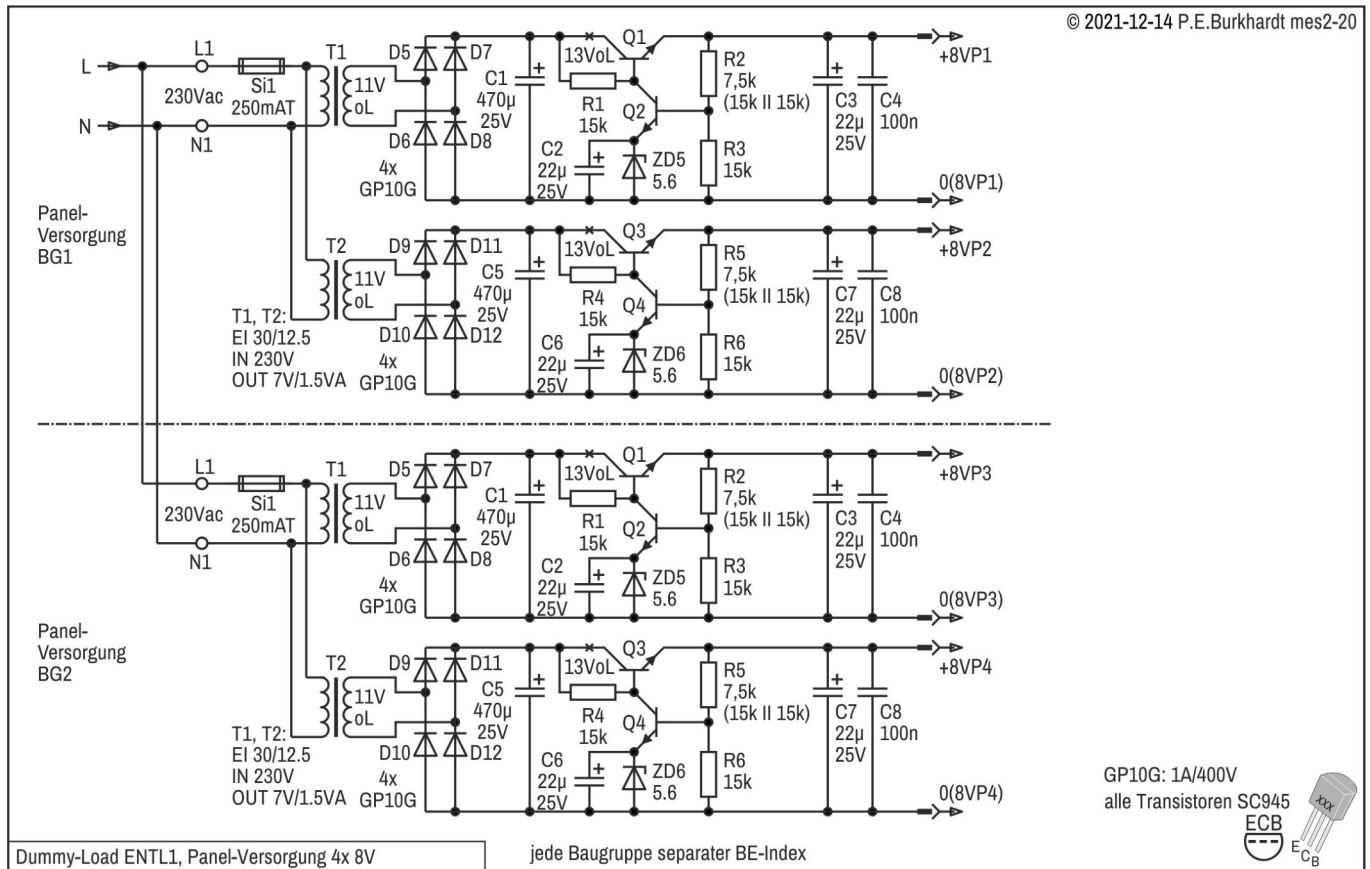 © 2021-12-14 P.E.Burkhardt mes2-20
L
N
L1
230Vac
N1
Si1
250mAT
T1
11V
oL
D5
D7
D6
D8
4x
GP10G
C1
470µ
25V
13VoL
Q1
R1
15k
Q2
C2
22µ
25V
ZD5
5.6
R2
7,5k
(15k II 15k)
R3
15k
C3
22µ
25V
C4
100n
+8VP1
0(8VP1)
Panel-
Versorgung
BG1
T1, T2:
EI 30/12.5
IN 230V
OUT 7V/1.5VA
T2
11V
oL
D9
D11
D10
D12
4x
GP10G
C5
470µ
25V
13VoL
Q3
R4
15k
Q4
C6
22µ
25V
ZD6
5.6
R5
7,5k
(15k II 15k)
R6
15k
C7
22µ
25V
C8
100n
+8VP2
0(8VP2)
L1
230Vac
N1
Si1
250mAT
T1
11V
oL
D5
D7
D6
D8
4x
GP10G
C1
470µ
25V
13VoL
Q1
R1
15k
Q2
C2
22µ
25V
ZD5
5.6
R2
7,5k
(15k II 15k)
R3
15k
C3
22µ
25V
C4
100n
+8VP3
0(8VP3)
Panel-
Versorgung
BG2
T1, T2:
EI 30/12.5
IN 230V
OUT 7V/1.5VA
T2
11V
oL
D9
D11
D10
D12
4x
GP10G
C5
470µ
25V
13VoL
Q3
R4
15k
Q4
C6
22µ
25V
ZD6
5.6
R5
7,5k
(15k II 15k)
R6
15k
C7
22µ
25V
C8
100n
+8VP4
0(8VP4)
GP10G: 1A/400V
alle Transistoren SC945
ECB
XXX
E
C
B
Dummy-Load ENTL1, Panel-Versorgung 4x 8V
jede Baugruppe separater BE-Index